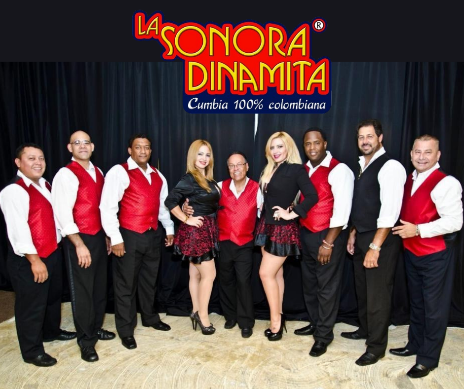 LA
SONORA ®
DINAMITA
Cumbia 100% colombiana